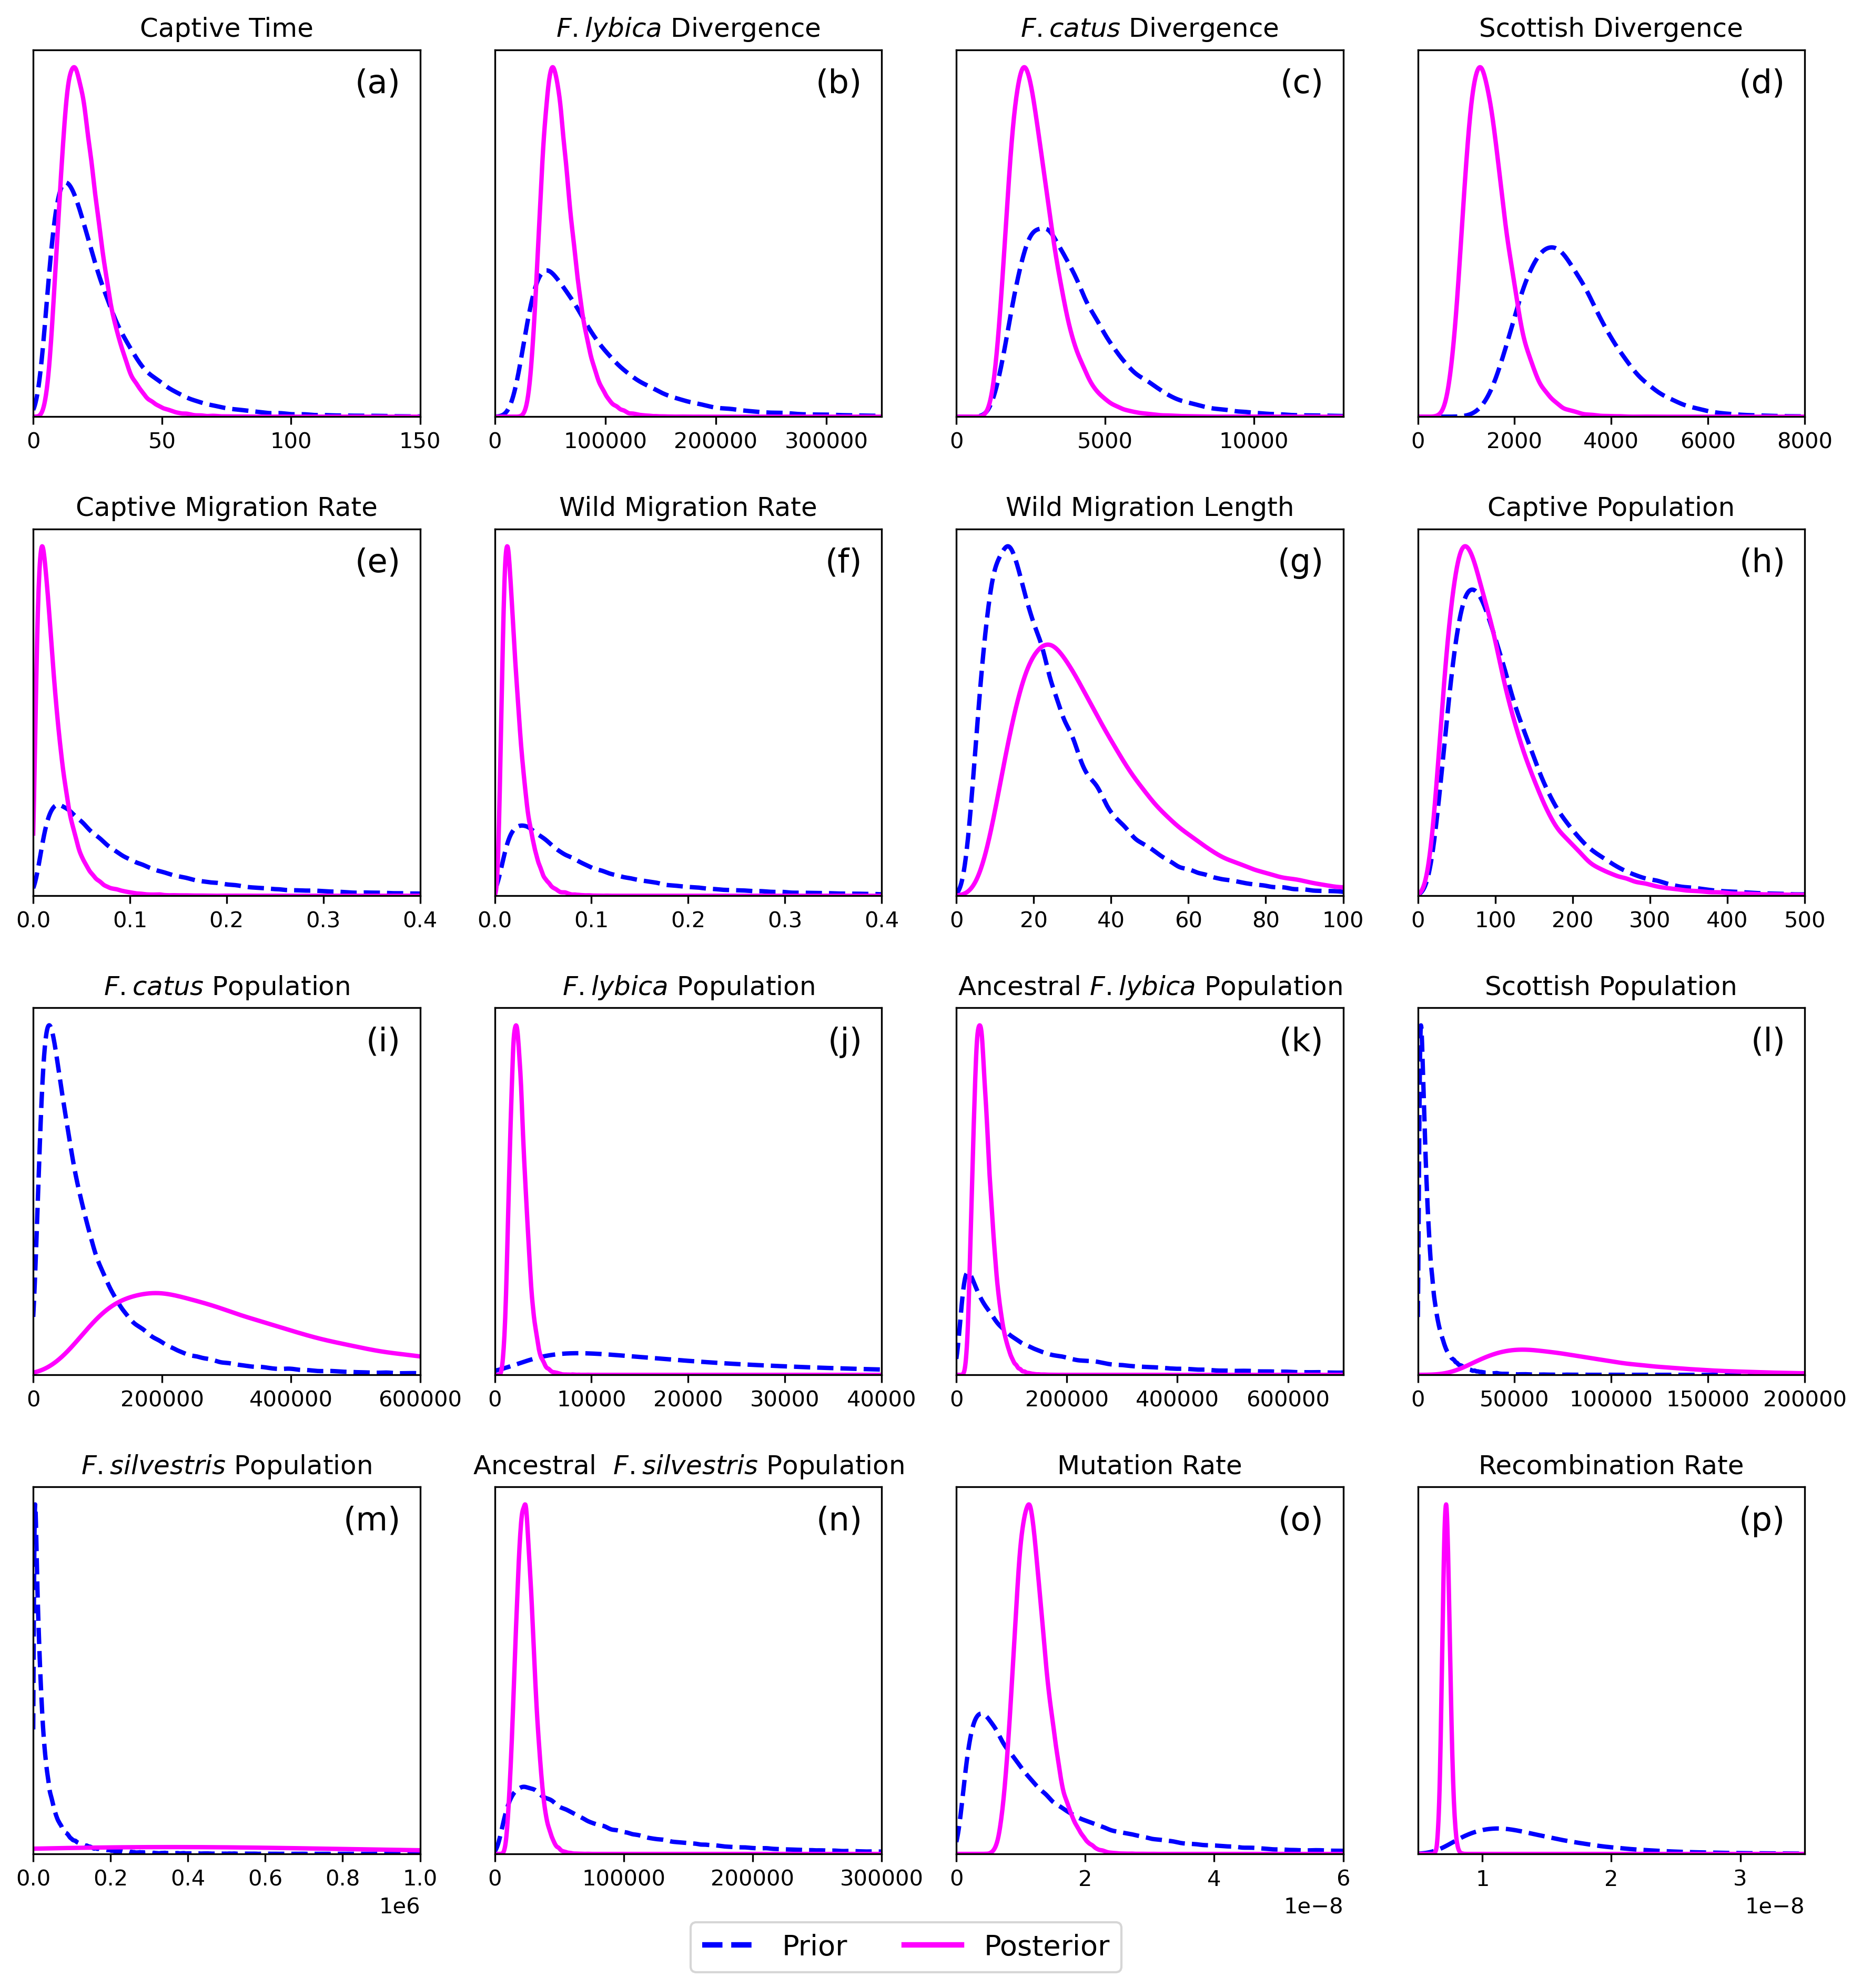 Captive Time
F. lybica Divergence
F. catus Divergence
Scottish Divergence
(a)
(b)
(c)
(d)
0 50 100 150
0 100000 200000 300000
0 5000 10000
0 2000 4000 6000 8000
Captive Migration Rate
Wild Migration Rate
Wild Migration Length
Captive Population
(e)
(f)
(g)
(h)
0.0 0.1 0.2 0.3 0.4
0.0 0.1 0.2 0.3 0.4
0 20 40 60 80 100
0 100 200 300 400 500
F. catus Population
F. lybica Population
Ancestral F. lybica Population
Scottish Population
(i)
(j)
(k)
(l)
0 200000 400000 600000
0 10000 20000 30000 40000
0 200000 400000 600000
0 50000 100000 150000 200000
F. silvestris Population
Ancestral F. silvestris Population
Mutation Rate
Recombination Rate
(m)
(n)
(o)
(p)
0.0 0.2 0.4 0.6 0.8 1.0
1e6
0 100000 200000 300000
0 2 4 6
1e−8
1 2 3
1e−8
Prior
Posterior